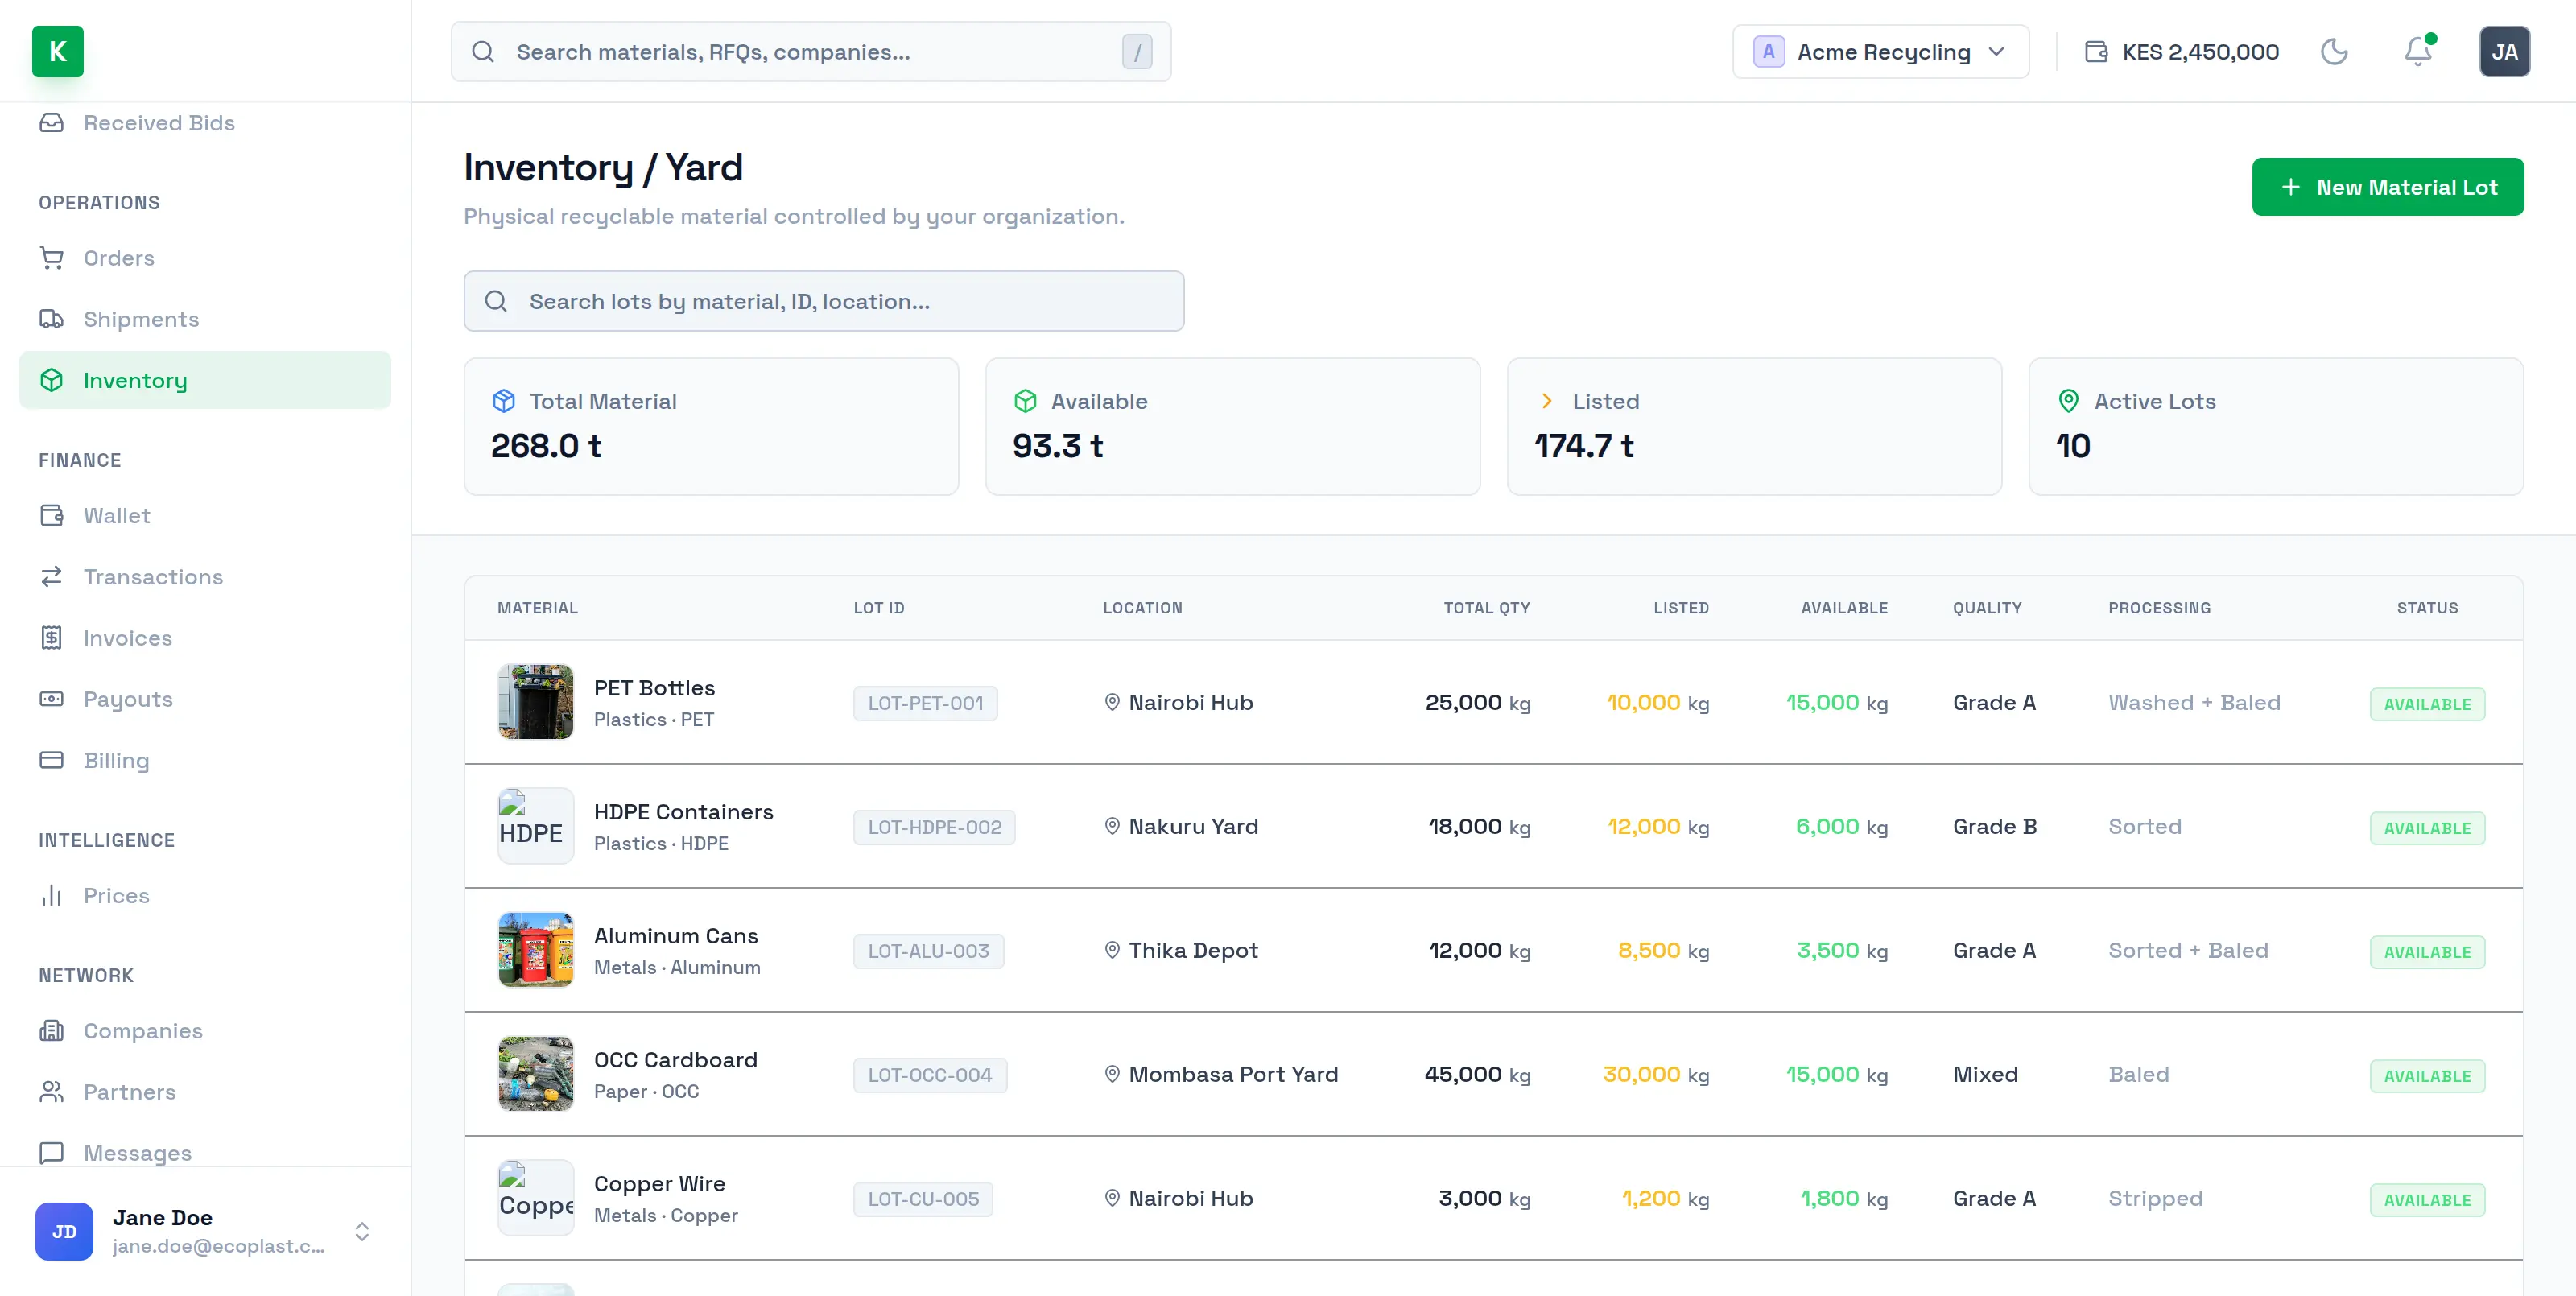 K
Search materials, RFQs, companies...
/
A
Acme Recycling
KES 2,450,000
JA
Received Bids
OPERATIONS
Orders
Shipments
Inventory
FINANCE
Wallet
Transactions
Invoices
Payouts
Billing
INTELLIGENCE
Prices
NETWORK
Companies
Partners
Messages
JD
Jane Doe
jane.doe@ecoplast.c...
Inventory / Yard
Physical recyclable material controlled by your organization.
+ New Material Lot
Search lots by material, ID, location...
Total Material
268.0 t
Available
93.3 t
Listed
174.7 t
Active Lots
10
MATERIAL LOT ID LOCATION TOTAL QTY LISTED AVAILABLE QUALITY PROCESSING STATUS
PET Bottles
Plastics · PET
LOT-PET-001 Nairobi Hub 25,000 kg 10,000 kg 15,000 kg Grade A Washed + Baled AVAILABLE
HDPE
HDPE Containers
Plastics · HDPE
LOT-HDPE-002 Nakuru Yard 18,000 kg 12,000 kg 6,000 kg Grade B Sorted AVAILABLE
Aluminum Cans
Metals · Aluminum
LOT-ALU-003 Thika Depot 12,000 kg 8,500 kg 3,500 kg Grade A Sorted + Baled AVAILABLE
OCC Cardboard
Paper · OCC
LOT-OCC-004 Mombasa Port Yard 45,000 kg 30,000 kg 15,000 kg Mixed Baled AVAILABLE
Coppe
Copper Wire
Metals · Copper
LOT-CU-005 Nairobi Hub 3,000 kg 1,200 kg 1,800 kg Grade A Stripped AVAILABLE